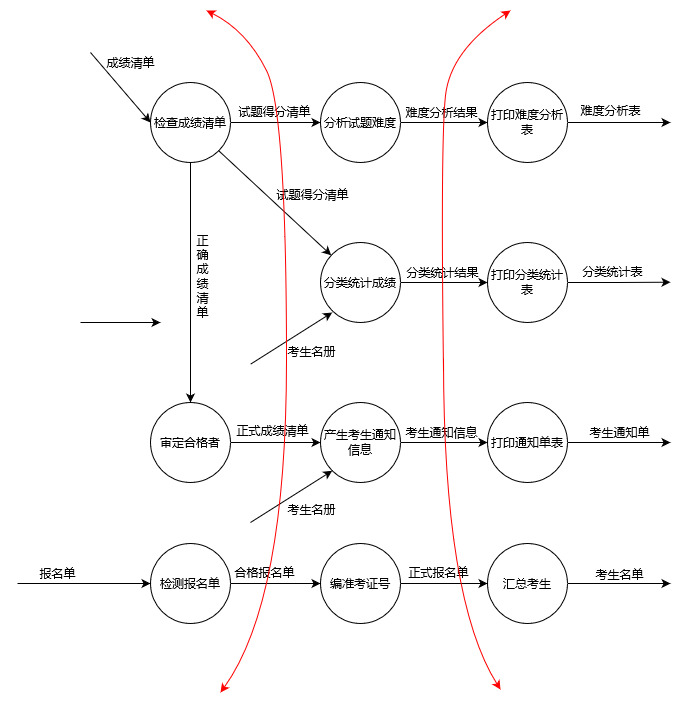 成绩清单
检查成绩清单
试题得分清单
分析试题难度
难度分析结果
打印难度分析
表
难度分析表
试题得分清单
正
确
成
绩
清
单
分类统计成绩
分类统计结果
打印分类统计
表
分类统计表
考生名册
审定合格者
正式成绩清单
产生考生通知
信息
考生通知信息
打印通知单表
考生通知单
考生名册
报名单
检测报名单
合格报名单
编准考证号
正式报名单
汇总考生
考生名单